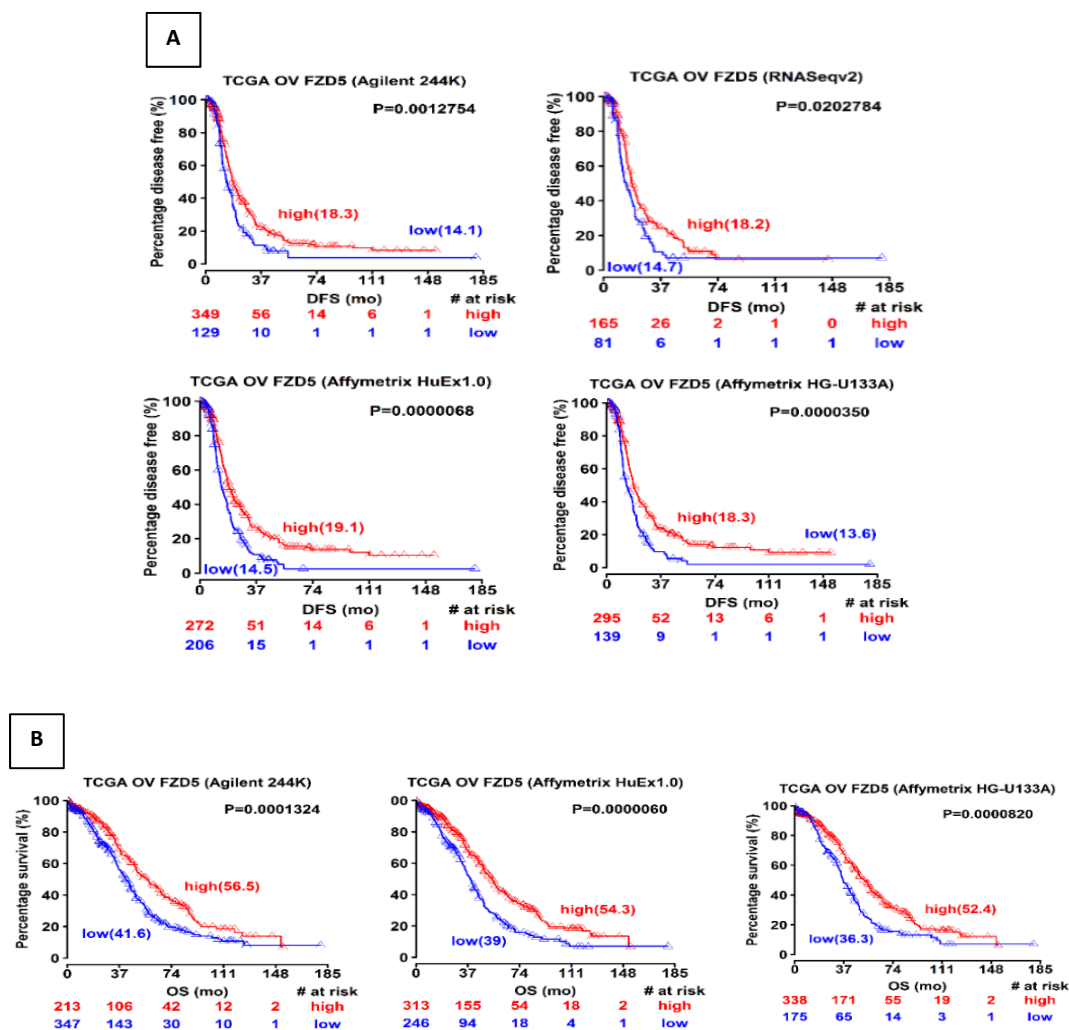 A
TCGA OV FZD5 (Agilent 244K)
P=0.0012754
Percentage disease free (%)
100
80
60
40
20
0
high(18.3)
low(14.1)
0 37 74 111 148 185
DFS (mo) # at risk
349 56 14 6 1 high
129 10 1 1 1 low
TCGA OV FZD5 (RNASeqv2)
P=0.0202784
Percentage disease free (%)
100
80
60
40
20
0
high(18.2)
low(14.7)
0 37 74 111 148 185
DFS (mo) # at risk
165 26 2 1 0 high
81 6 1 1 1 low
TCGA OV FZD5 (Affymetrix HuEx1.0)
P=0.0000068
Percentage disease free (%)
100
80
60
40
20
0
high(19.1)
low(14.5)
0 37 74 111 148 185
DFS (mo) # at risk
272 51 14 6 1 high
206 15 1 1 1 low
TCGA OV FZD5 (Affymetrix HG-U133A)
P=0.0000350
Percentage disease free (%)
100
80
60
40
20
0
high(18.3)
low(13.6)
0 37 74 111 148 185
DFS (mo) # at risk
295 52 13 6 1 high
139 9 1 1 1 low
B
TCGA OV FZD5 (Agilent 244K)
P=0.0001324
Percentage survival (%)
100
80
60
40
20
0
high(56.5)
low(41.6)
0 37 74 111 148 185
OS (mo) # at risk
213 106 42 12 2 high
347 143 30 10 1 low
TCGA OV FZD5 (Affymetrix HuEx1.0)
P=0.0000060
Percentage survival (%)
00
80
60
40
20
0
high(54.3)
low(39)
0 37 74 111 148 185
OS (mo) # at risk
313 155 54 18 2 high
246 94 18 4 1 low
TCGA OV FZD5 (Affymetrix HG-U133A)
P=0.0000820
Percentage survival (%)
100
80
60
40
20
0
high(52.4)
low(36.3)
0 37 74 111 148 185
OS (mo) # at risk
338 171 55 19 2 high
175 65 14 3 1 low